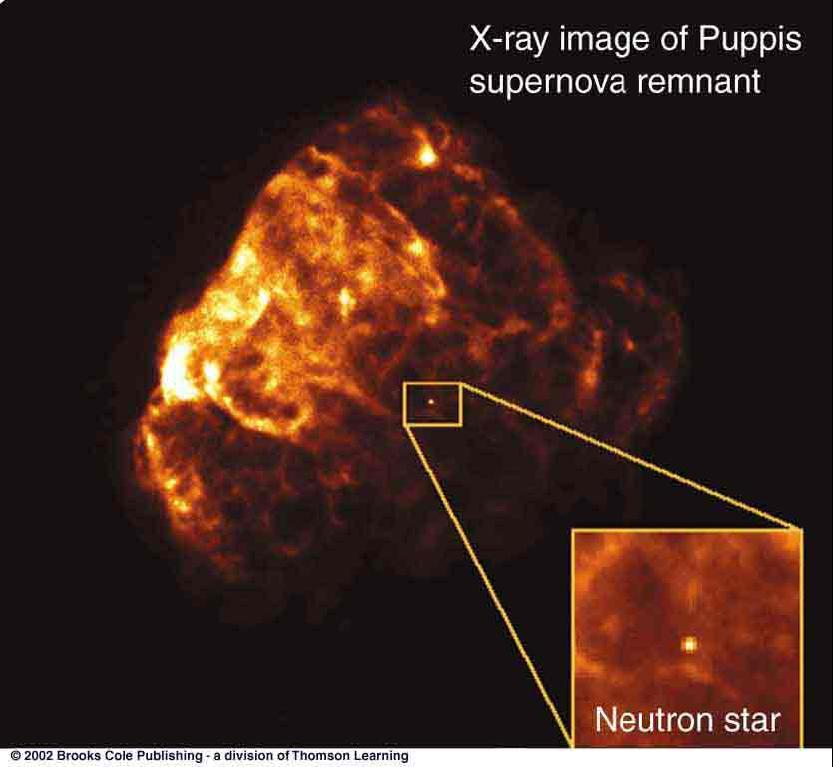 X-ray image of Puppis
supernova remnant
Neutron star
© 2002 Brooks Cole Publishing - a division of Thomson Learning